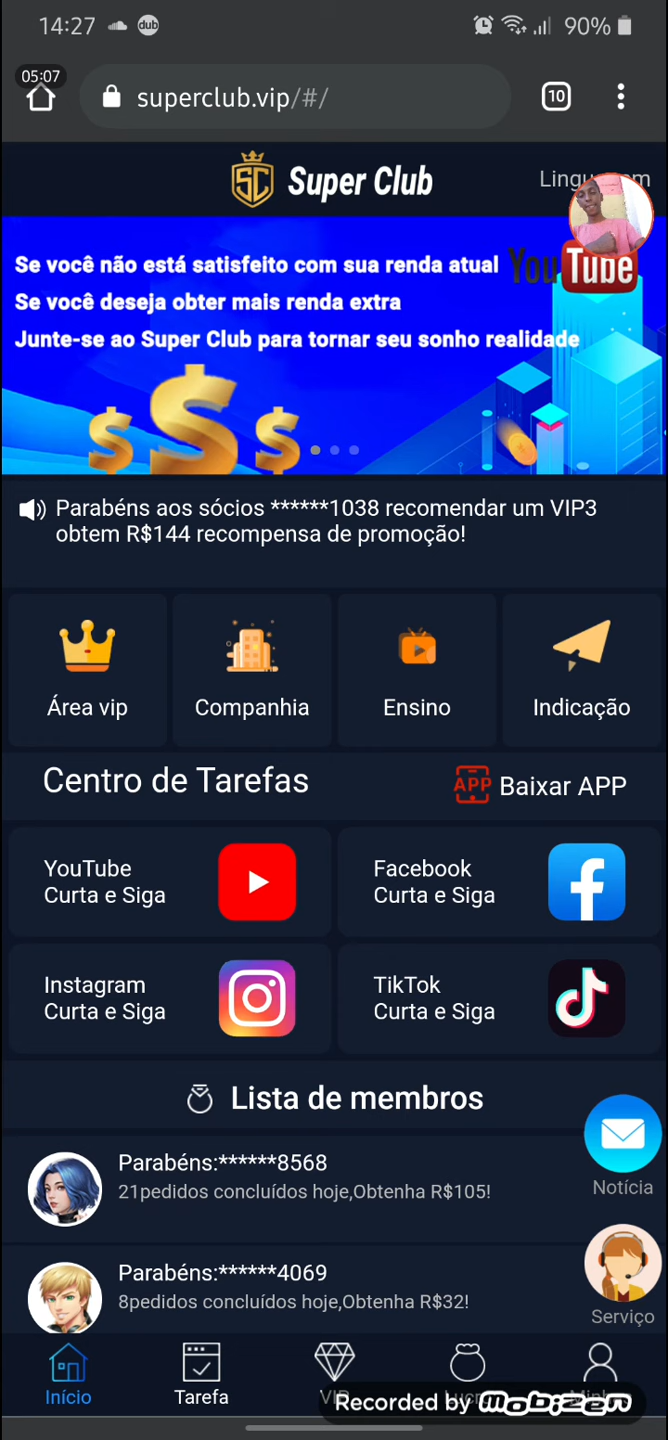 14:27
dub
90%
05:07
superclub.vip/#/
10
SC
Super Club
Se você não está satisfeito com sua renda atual
YouTube
Se você deseja obter mais renda extra
Junte-se ao Super Club para tornar seu sonho realidade
Parabéns aos sócios ******1038 recomendar um VIP3
obtem R$144 recompensa de promoção!
Área vip
Companhia
Ensino
Indicação
Centro de Tarefas
APP
Baixar APP
YouTube
Curta e Siga
Facebook
Curta e Siga
Instagram
Curta e Siga
TikTok
Curta e Siga
Lista de membros
Parabéns:******8568
21pedidos concluídos hoje,Obtenha R$105!
Notícia
Parabéns:******4069
8pedidos concluídos hoje,Obtenha R$32!
Serviço
Início
Tarefa
VIP
Recorded by mobizen